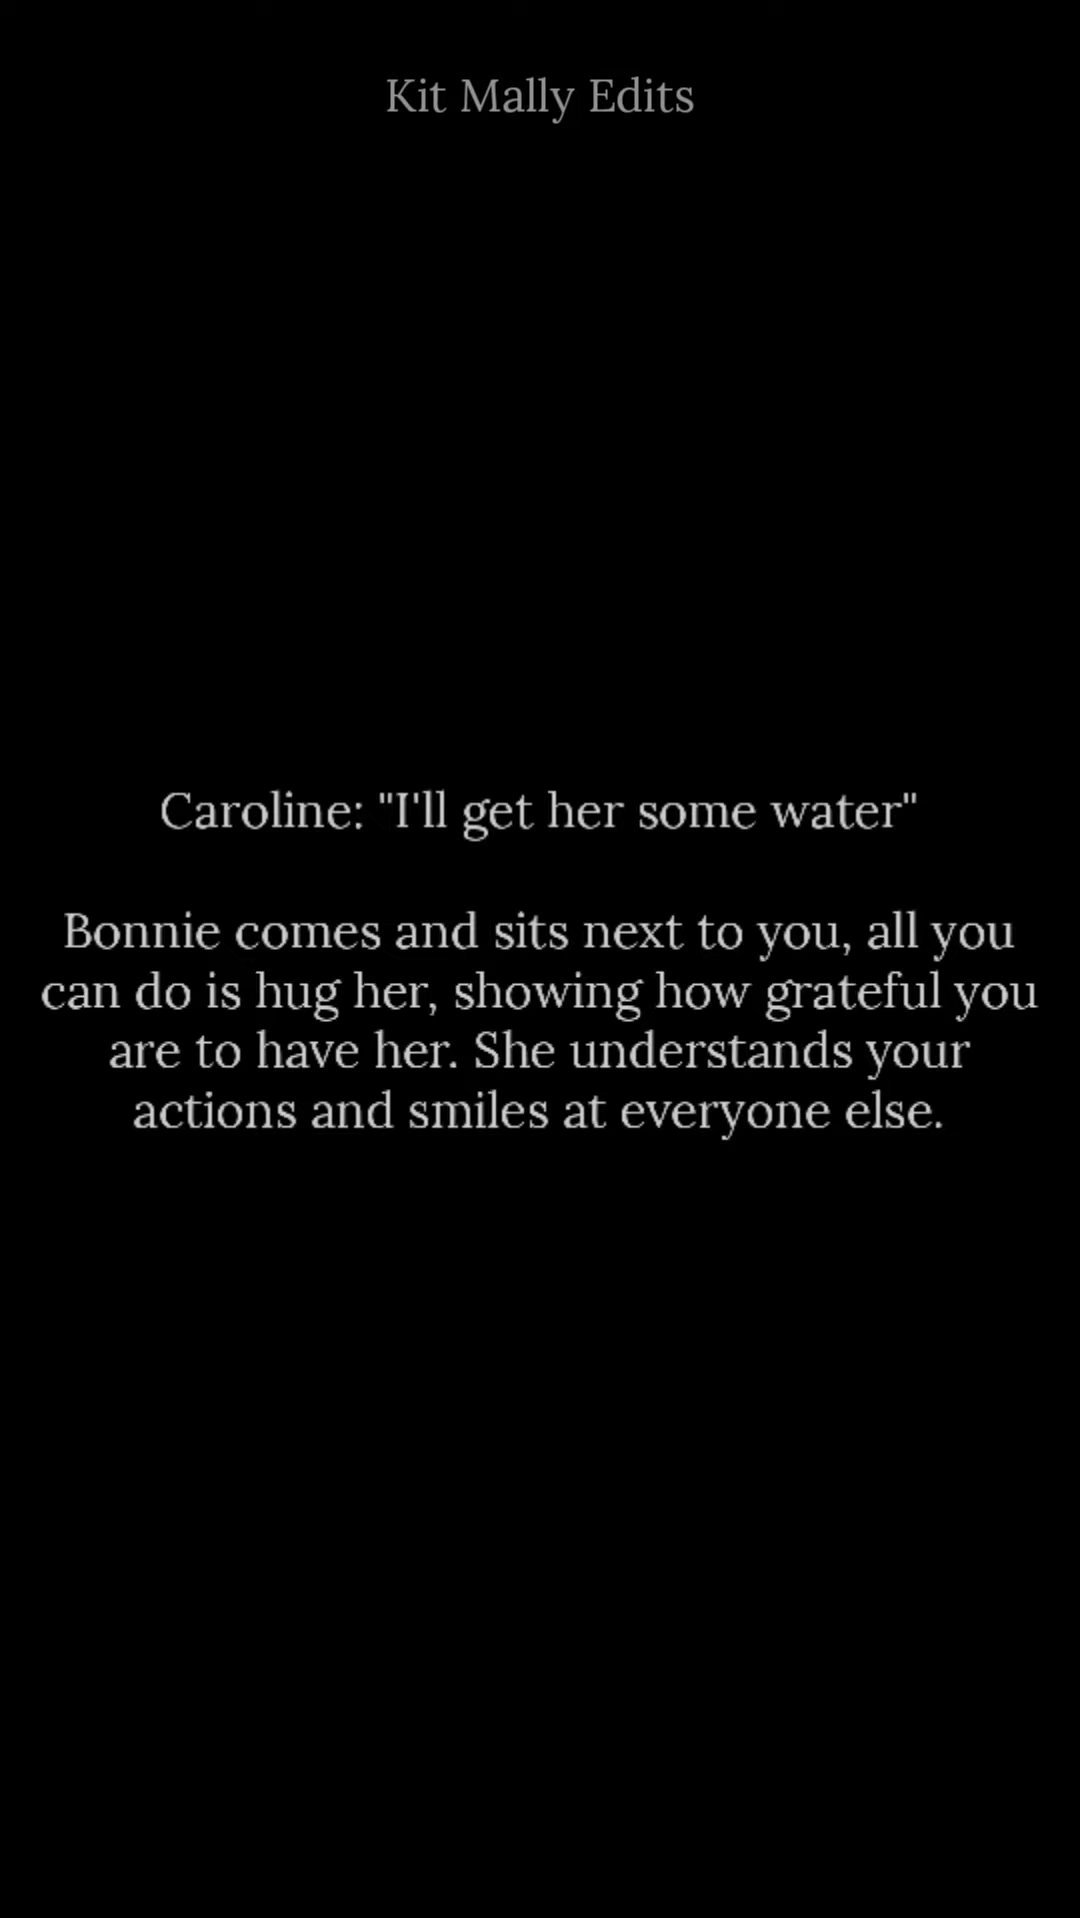 Kit Mally Edits
Caroline: "I'll get her some water"
Bonnie comes and sits next to you, all you
can do is hug her, showing how grateful you
are to have her. She understands your
actions and smiles at everyone else.